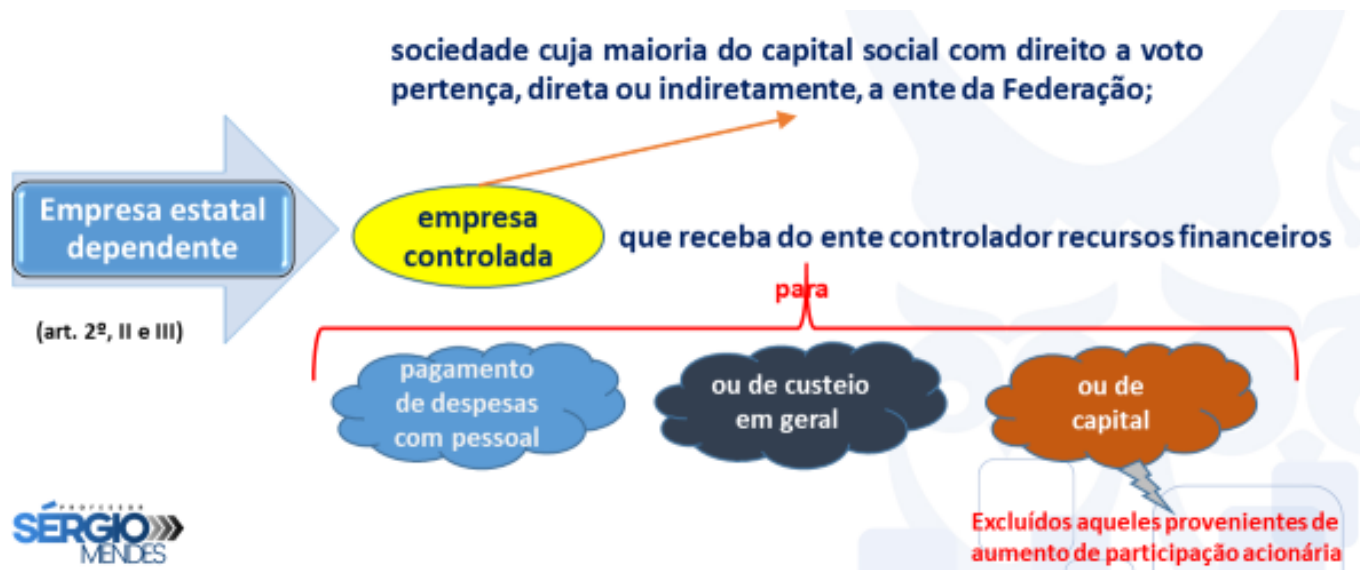 sociedade cuja maioria do capital social com direito a voto
pertença, direta ou indiretamente, a ente da Federação;
Empresa estatal
dependente
(art. 2º, II e III)
empresa
controlada
que receba do ente controlador recursos financeiros
para
pagamento
de despesas
com pessoal
ou de custeio
em geral
ou de
capital
Excluídos aqueles provenientes de
aumento de participação acionária
PROFESSOR
SÉRGIO
MENDES